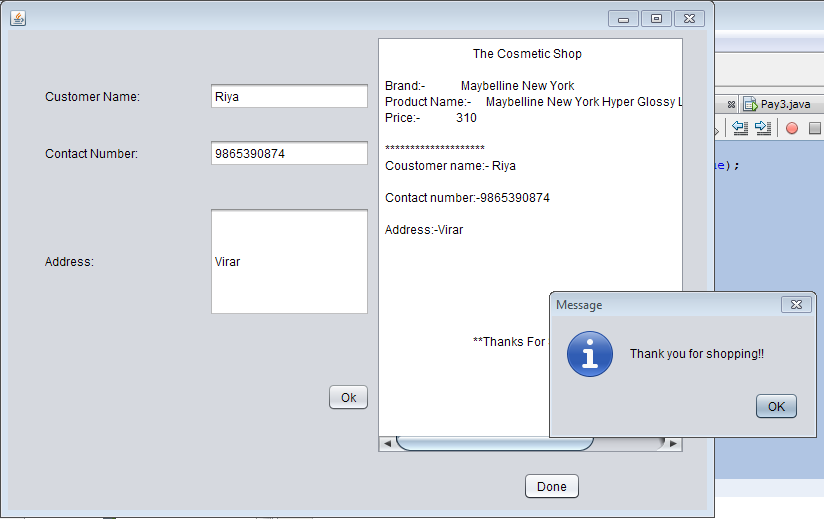 The Cosmetic Shop
Customer Name:
Riya
Brand:- Maybelline New York
Product Name:- Maybelline New York Hyper Glossy L
Price:- 310
Pay3.java
Contact Number:
9865390874
********************
Coustomer name:- Riya
Contact number:-9865390874
Address:-Virar
);
Address:
Virar
**Thanks For
Message
Thank you for shopping!!
OK
Ok
Done